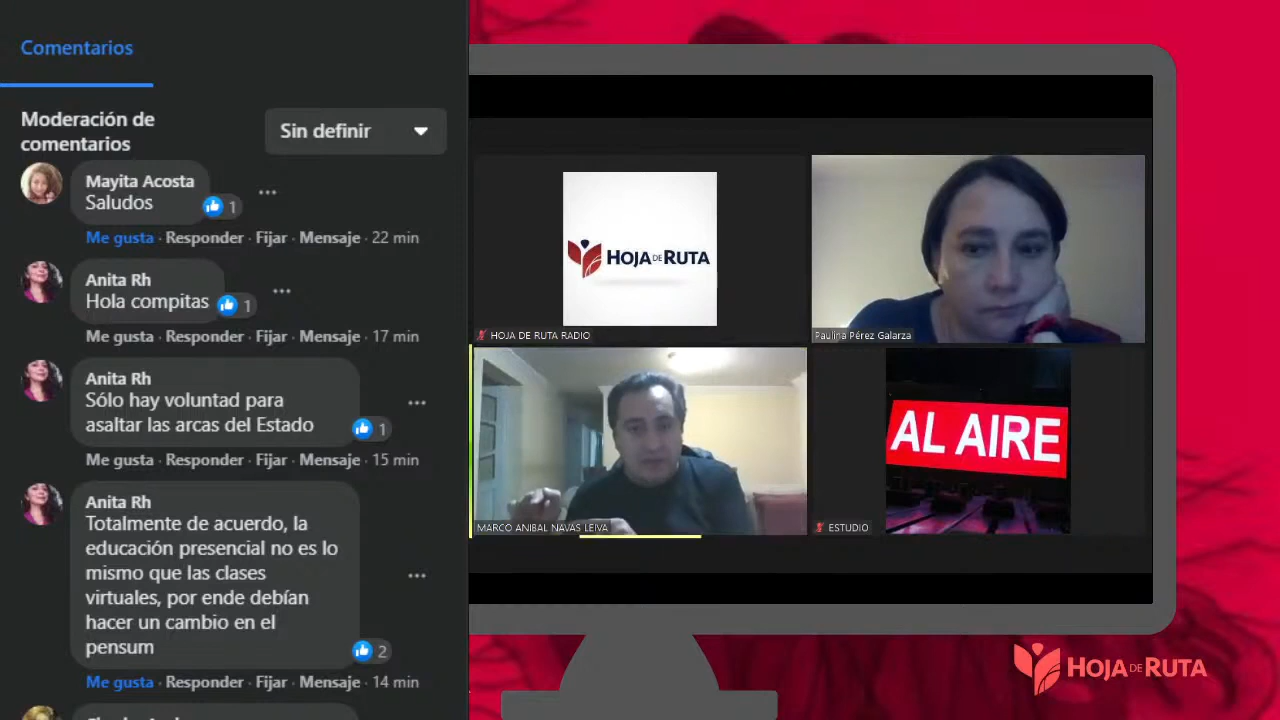 Comentarios
Moderación de
comentarios
Sin definir
Mayita Acosta
Saludos
1
Me gusta · Responder · Fijar · Mensaje · 22 min
Anita Rh
Hola compitas
1
Me gusta · Responder · Fijar · Mensaje · 17 min
Anita Rh
Sólo hay voluntad para
asaltar las arcas del Estado
1
Me gusta · Responder · Fijar · Mensaje · 15 min
Anita Rh
Totalmente de acuerdo, la
educación presencial no es lo
mismo que las clases
virtuales, por ende debían
hacer un cambio en el
pensum
2
Me gusta · Responder · Fijar · Mensaje · 14 min
HOJA DE RUTA
HOJA DE RUTA RADIO
Paulina Pérez Galarza
MARCO ANIBAL NAVAS LEIVA
AL AIRE
ESTUDIO
HOJA DE RUTA